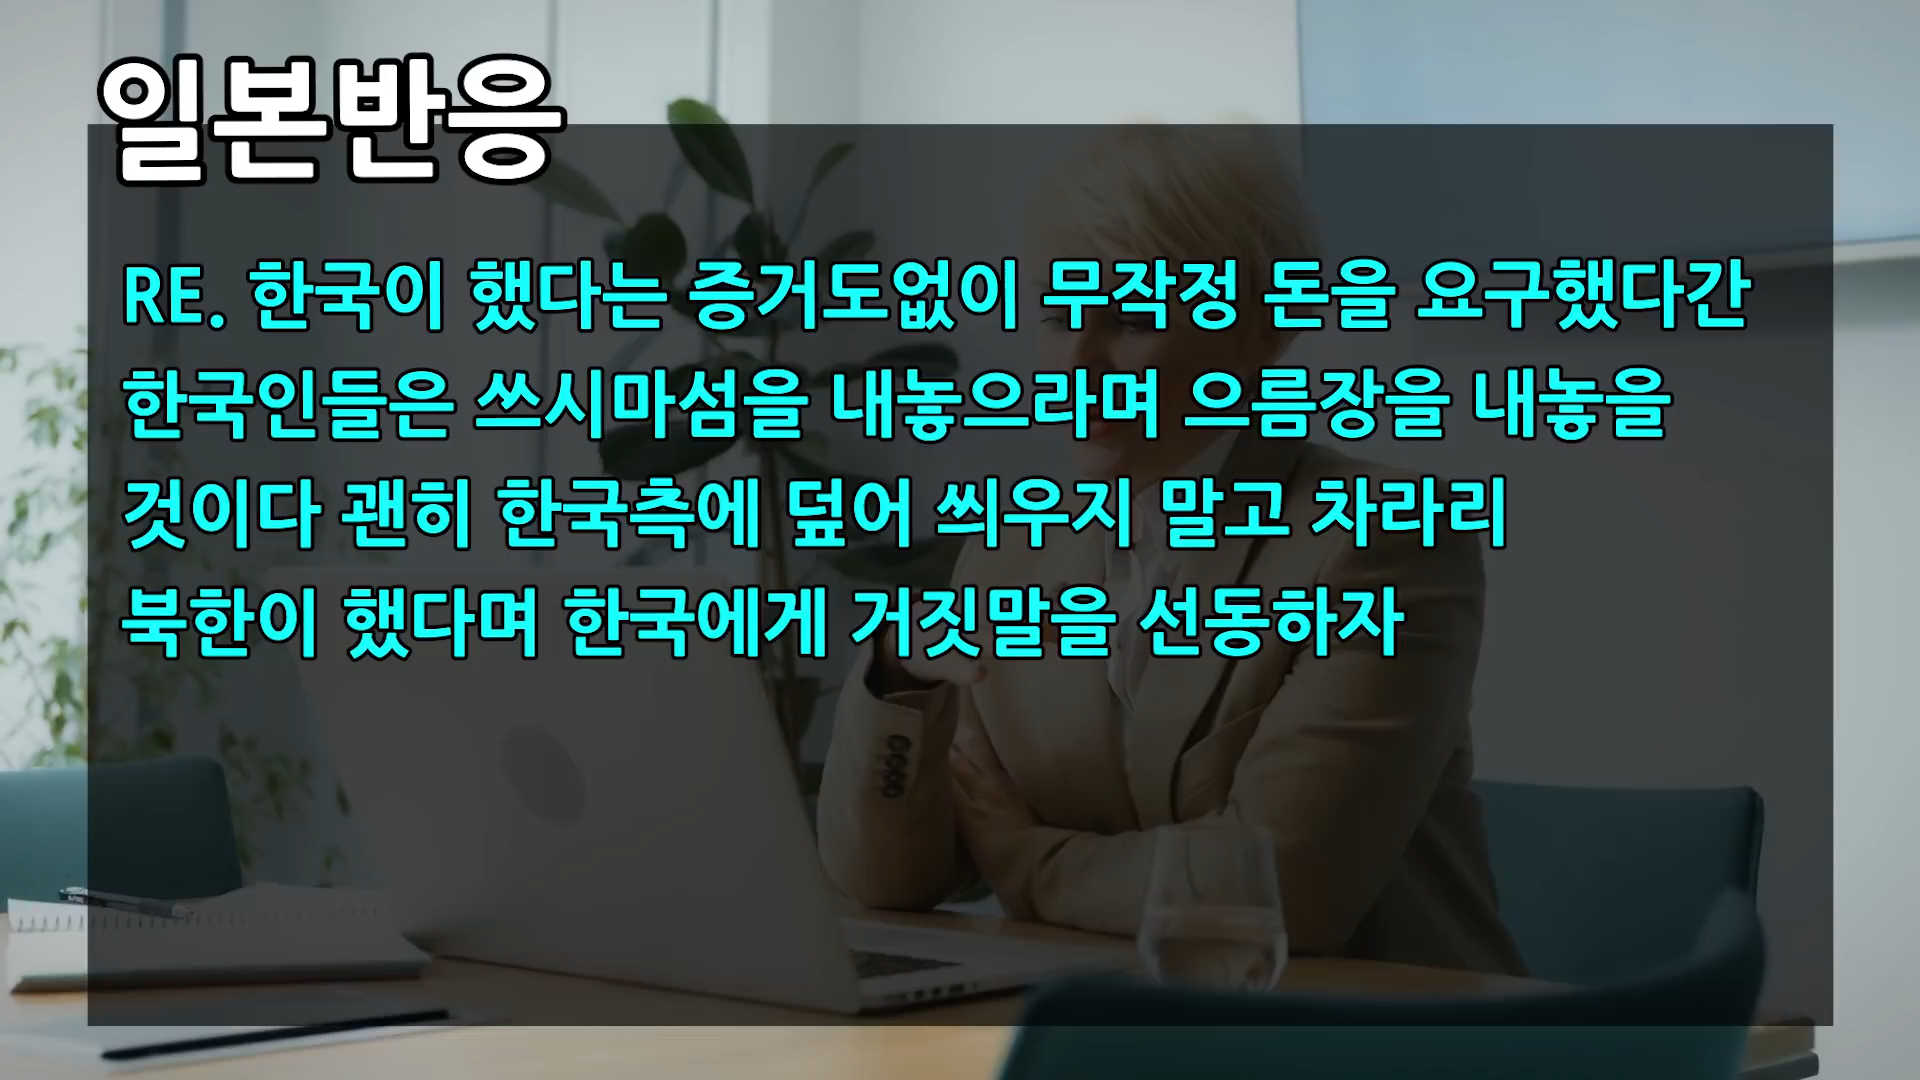 일본반응
RE. 한국이 했다는 증거도없이 무작정 돈을 요구했다간
한국인들은 쓰시마섬을 내놓으라며 으름장을 내놓을
것이다 괜히 한국측에 덮어 씌우지 말고 차라리
북한이 했다며 한국에게 거짓말을 선동하자